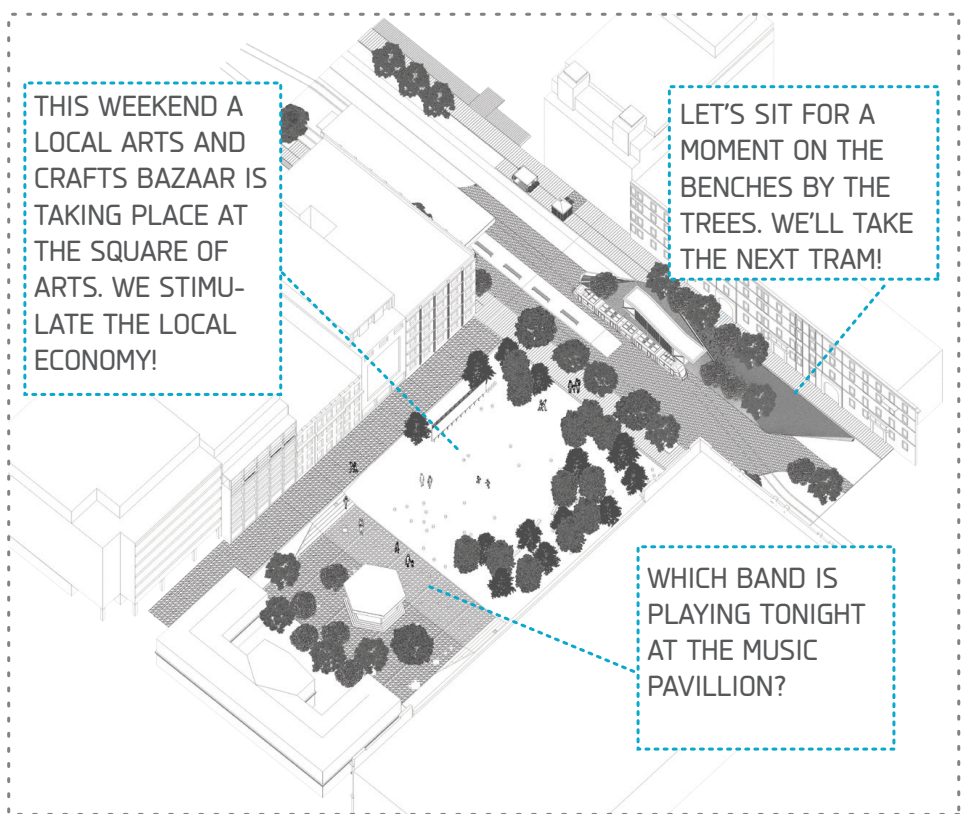 THIS WEEKEND A
LOCAL ARTS AND
CRAFTS BAZAAR IS
TAKING PLACE AT
THE SQUARE OF
ARTS. WE STIMU-
LATE THE LOCAL
ECONOMY!
LET'S SIT FOR A
MOMENT ON THE
BENCHES BY THE
TREES. WE'LL TAKE
THE NEXT TRAM!
WHICH BAND IS
PLAYING TONIGHT
AT THE MUSIC
PAVILLION?